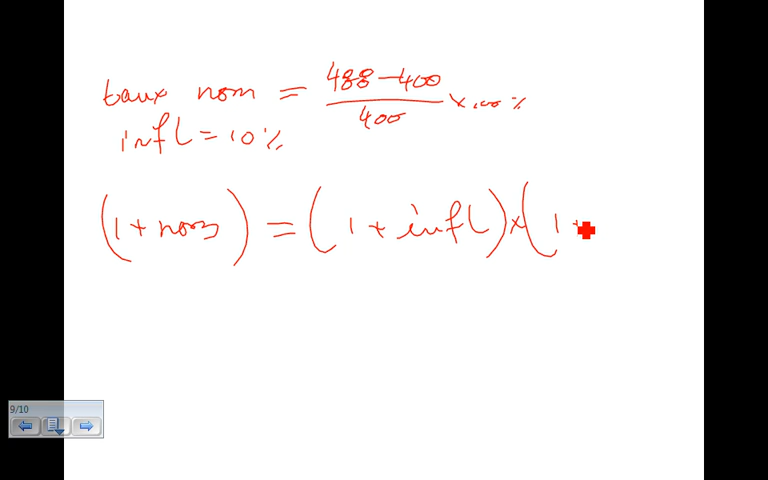 taux nom = 488 - 400 / 400 x 100 %
infl = 10 %
(1 + nom) = (1 + infl) x (1 +
9/10